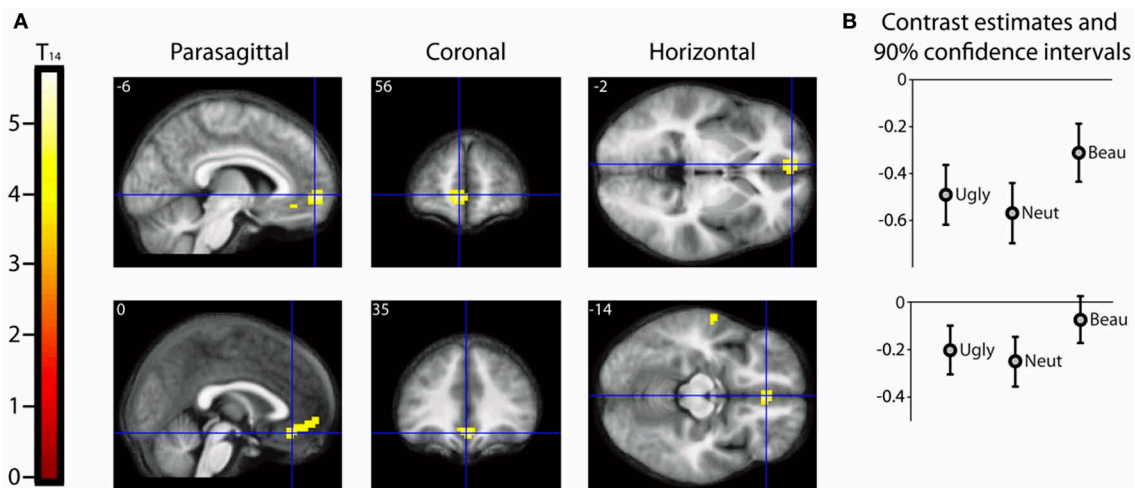 A
B
Contrast estimates and
90% confidence intervals
T14
Parasagittal
Coronal
Horizontal
5
4
3
2
1
0
-6
56
-2
0
-0.2
-0.4
-0.6
Ugly
Neut
Beau
0
35
-14
0
-0.2
-0.4
Ugly
Neut
Beau